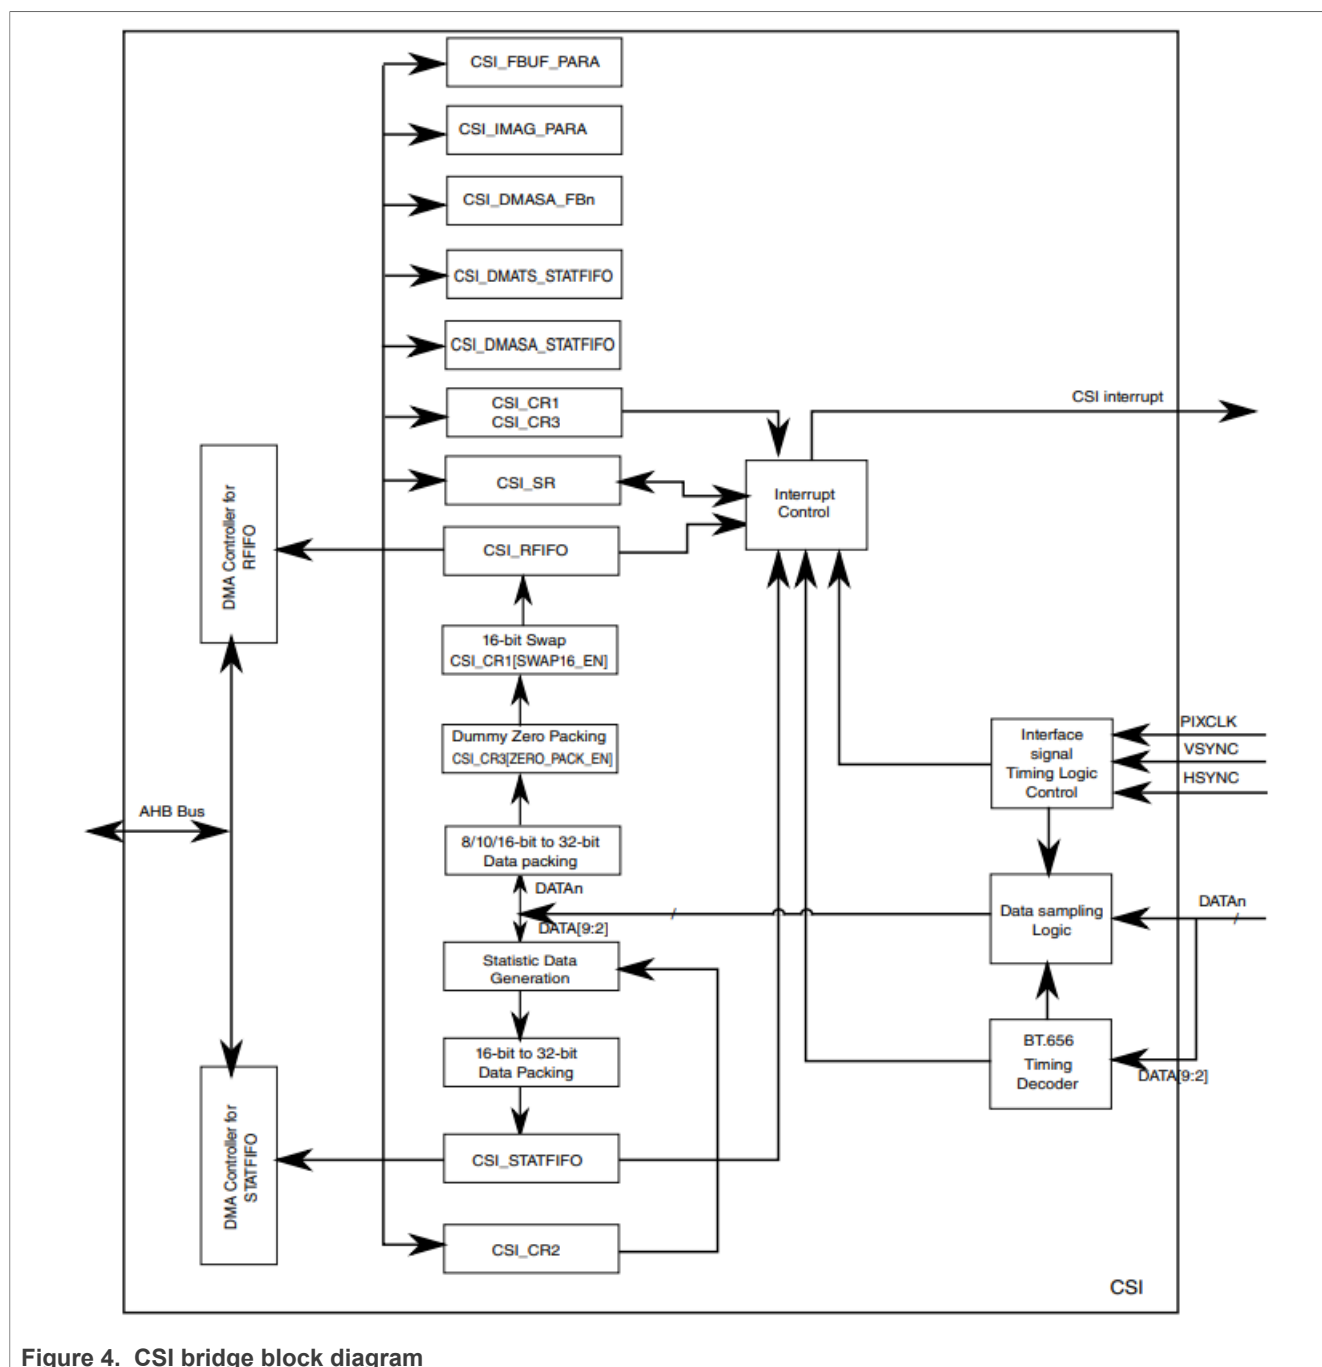 CSI_FBUF_PARA
CSI_IMAG_PARA
CSI_DMASA_FBn
CSI_DMATS_STATFIFO
CSI_DMASA_STATFIFO
CSI_CR1
CSI_CR3
CSI interrupt
CSI_SR
Interrupt
Control
DMA Controller for
RFIFO
CSI_RFIFO
16-bit Swap
CSI_CR1[SWAP16_EN]
Dummy Zero Packing
CSI_CR3[ZERO_PACK_EN]
Interface
signal
Timing Logic
Control
PIXCLK
VSYNC
HSYNC
AHB Bus
8/10/16-bit to 32-bit
Data packing
DATAn
DATA[9:2]
Data sampling
Logic
DATAn
Statistic Data
Generation
16-bit to 32-bit
Data Packing
BT.656
Timing
Decoder
DATA[9:2]
DMA Controller for
STATFIFO
CSI_STATFIFO
CSI_CR2
CSI
Figure 4. CSI bridge block diagram